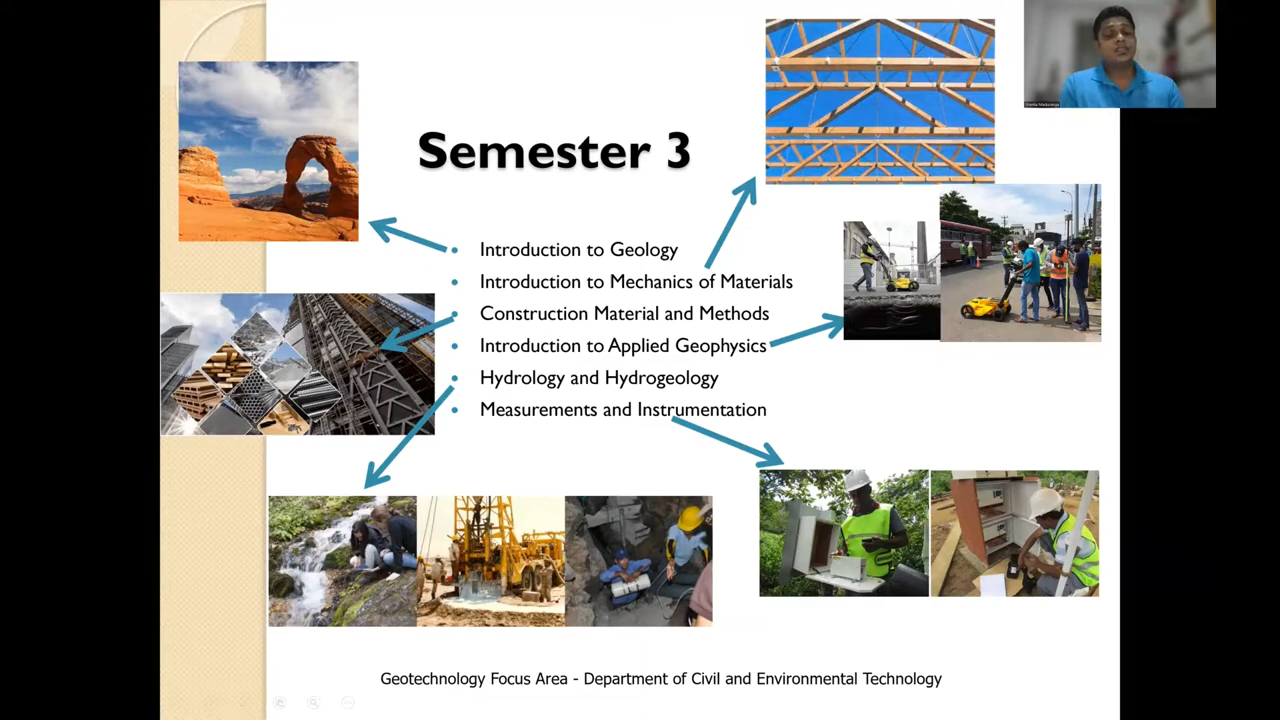 Semester 3
• Introduction to Geology
• Introduction to Mechanics of Materials
• Construction Material and Methods
• Introduction to Applied Geophysics
• Hydrology and Hydrogeology
• Measurements and Instrumentation
Geotechnology Focus Area - Department of Civil and Environmental Technology